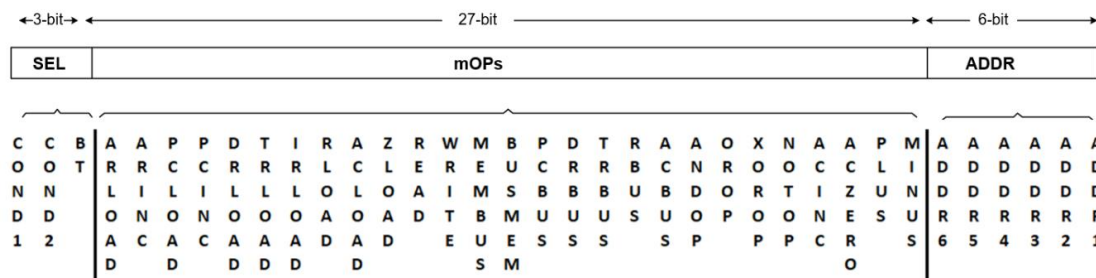 3-bit
27-bit
6-bit
SEL
mOPs
ADDR
COND1
COND2
BT
ARLOAD
ARINC
PCLOAD
PCINC
DRLOAD
TRLOAD
IRLOAD
RLOAD
ACLOAD
ZLOAD
READ
WRITE
MEMBUS
BUSMEM
PCBUS
DRBUS
TRBUS
RBUS
ACBUS
ANDOP
OROP
XOROP
NOTOP
ACINC
ACZERO
PLUS
MINUS
ADDR6
ADDR5
ADDR4
ADDR3
ADDR2
ADDR1